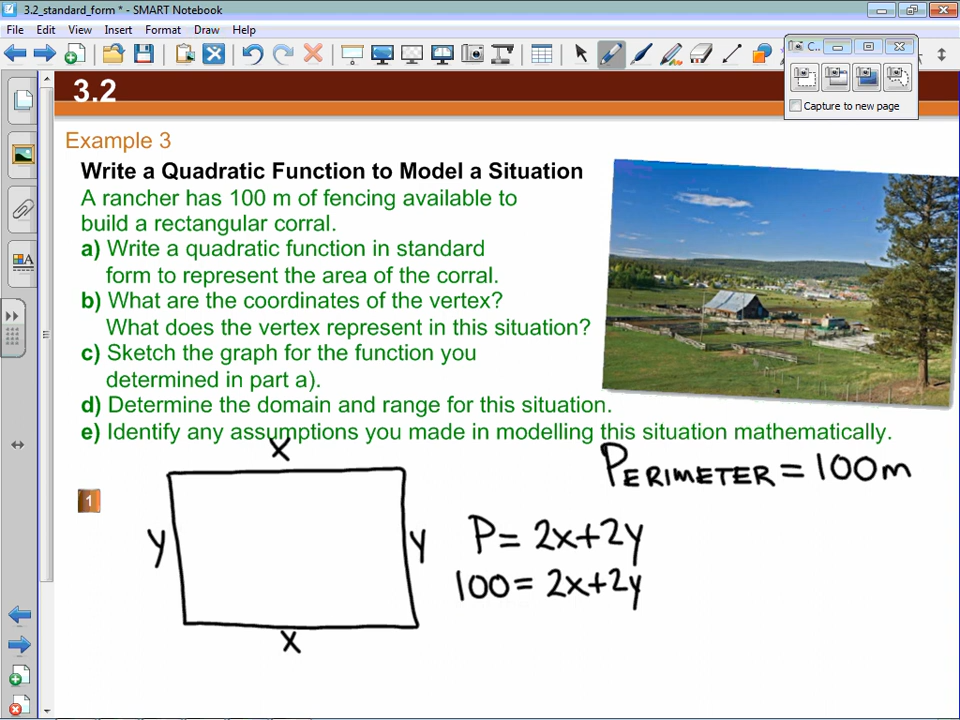 3.2_standard_form * - SMART Notebook
File Edit View Insert Format Draw Help
C..
Capture to new page
3.2
Example 3
Write a Quadratic Function to Model a Situation
A rancher has 100 m of fencing available to
build a rectangular corral.
a) Write a quadratic function in standard
form to represent the area of the corral.
b) What are the coordinates of the vertex?
What does the vertex represent in this situation?
c) Sketch the graph for the function you
determined in part a).
d) Determine the domain and range for this situation.
e) Identify any assumptions you made in modelling this situation mathematically.
x
PERIMETER = 100m
1
y
y
P = 2x+2y
100 = 2x+2y
x